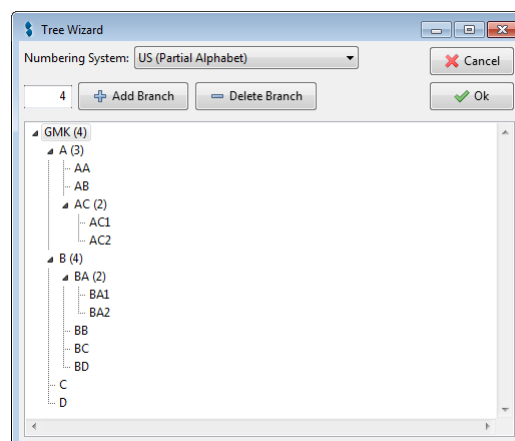 Tree Wizard
Numbering System: US (Partial Alphabet)
Cancel
4 Add Branch Delete Branch
Ok
GMK (4)
A (3)
AA
AB
AC (2)
AC1
AC2
B (4)
BA (2)
BA1
BA2
BB
BC
BD
C
D